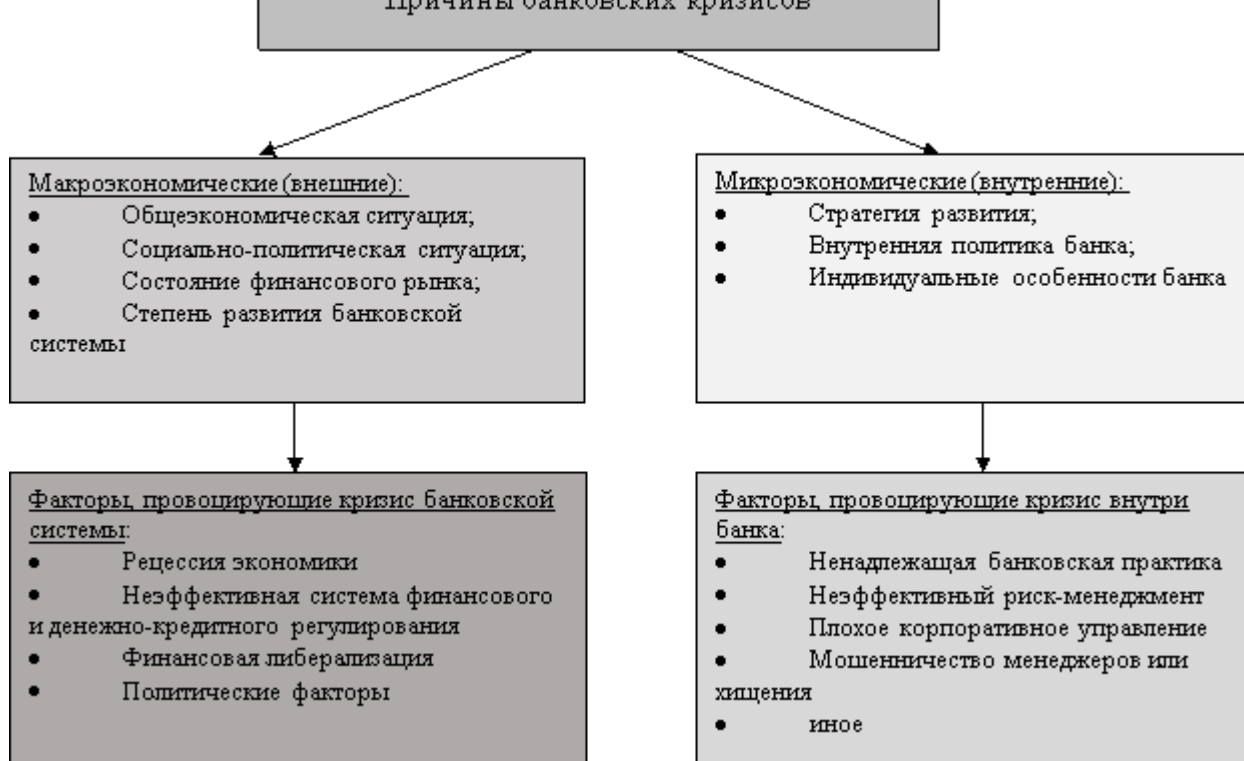 Причины банковских кризисов
Макроэкономические (внешние):
• Общеэкономическая ситуация;
• Социально-политическая ситуация;
• Состояние финансового рынка;
• Степень развития банковской
системы
Микроэкономические (внутренние):
• Стратегия развития;
• Внутренняя политика банка;
• Индивидуальные особенности банка
Факторы, провоцирующие кризис банковской
системы:
• Рецессия экономики
• Неэффективная система финансового
и денежно-кредитного регулирования
• Финансовая либерализация
• Политические факторы
Факторы, провоцирующие кризис внутри
банка:
• Ненадлежащая банковская практика
• Неэффективный риск-менеджмент
• Плохое корпоративное управление
• Мошенничество менеджеров или
хищения
• иное